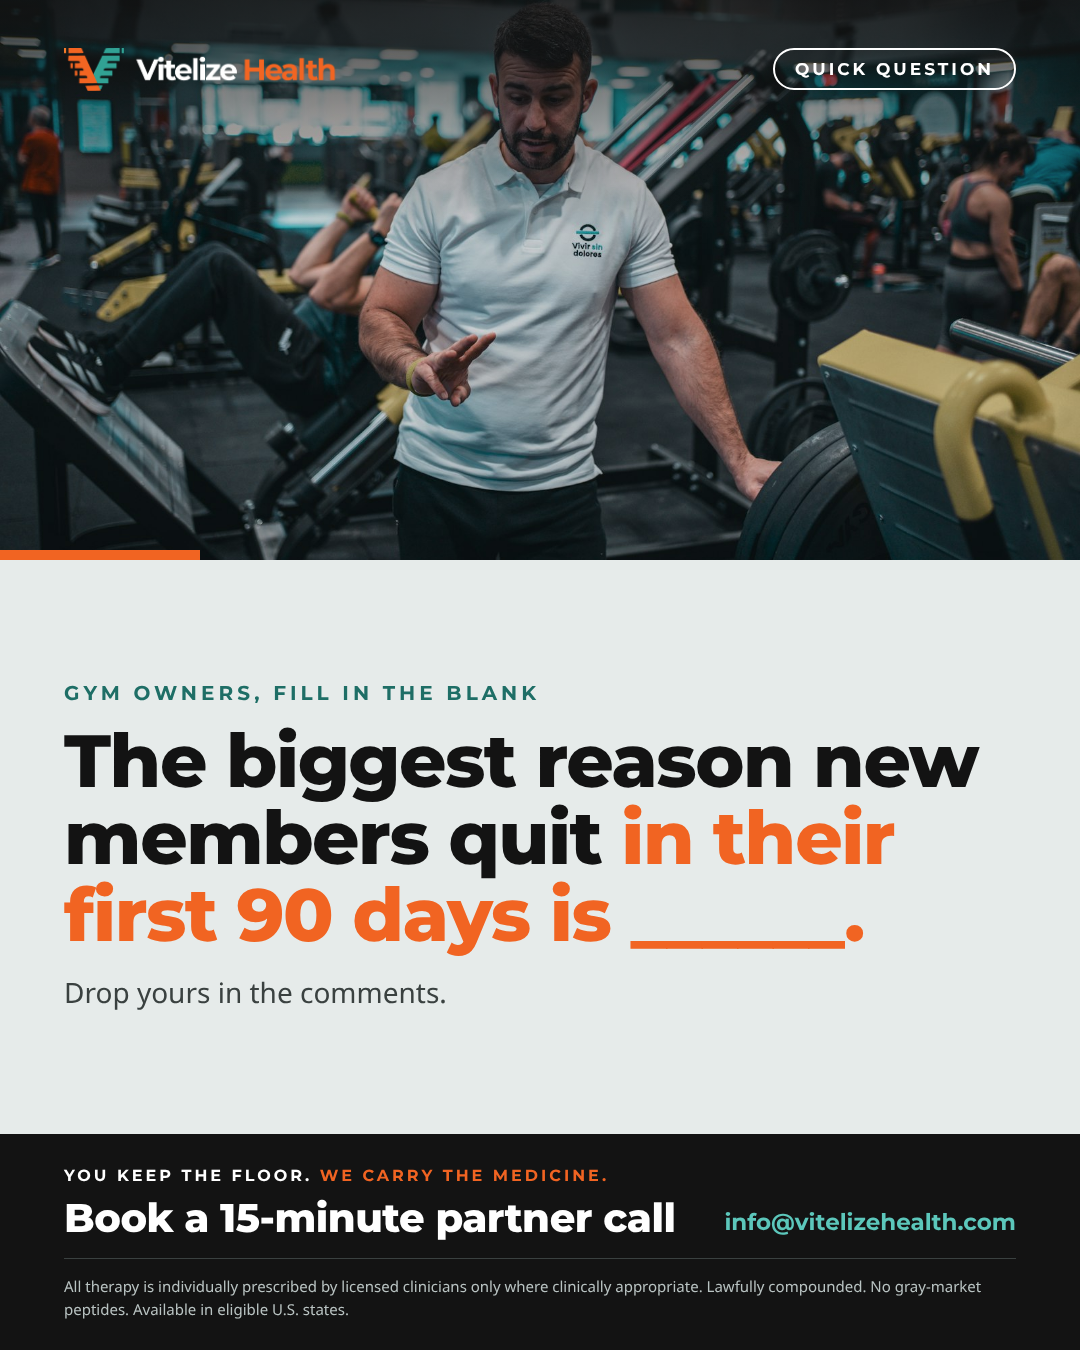 Vitelize Health
QUICK QUESTION
Vivir sin
dolores
GYM OWNERS, FILL IN THE BLANK
The biggest reason new
members quit in their
first 90 days is ______.
Drop yours in the comments.
YOU KEEP THE FLOOR. WE CARRY THE MEDICINE.
Book a 15-minute partner call
info@vitelizehealth.com
All therapy is individually prescribed by licensed clinicians only where clinically appropriate. Lawfully compounded. No gray-market
peptides. Available in eligible U.S. states.